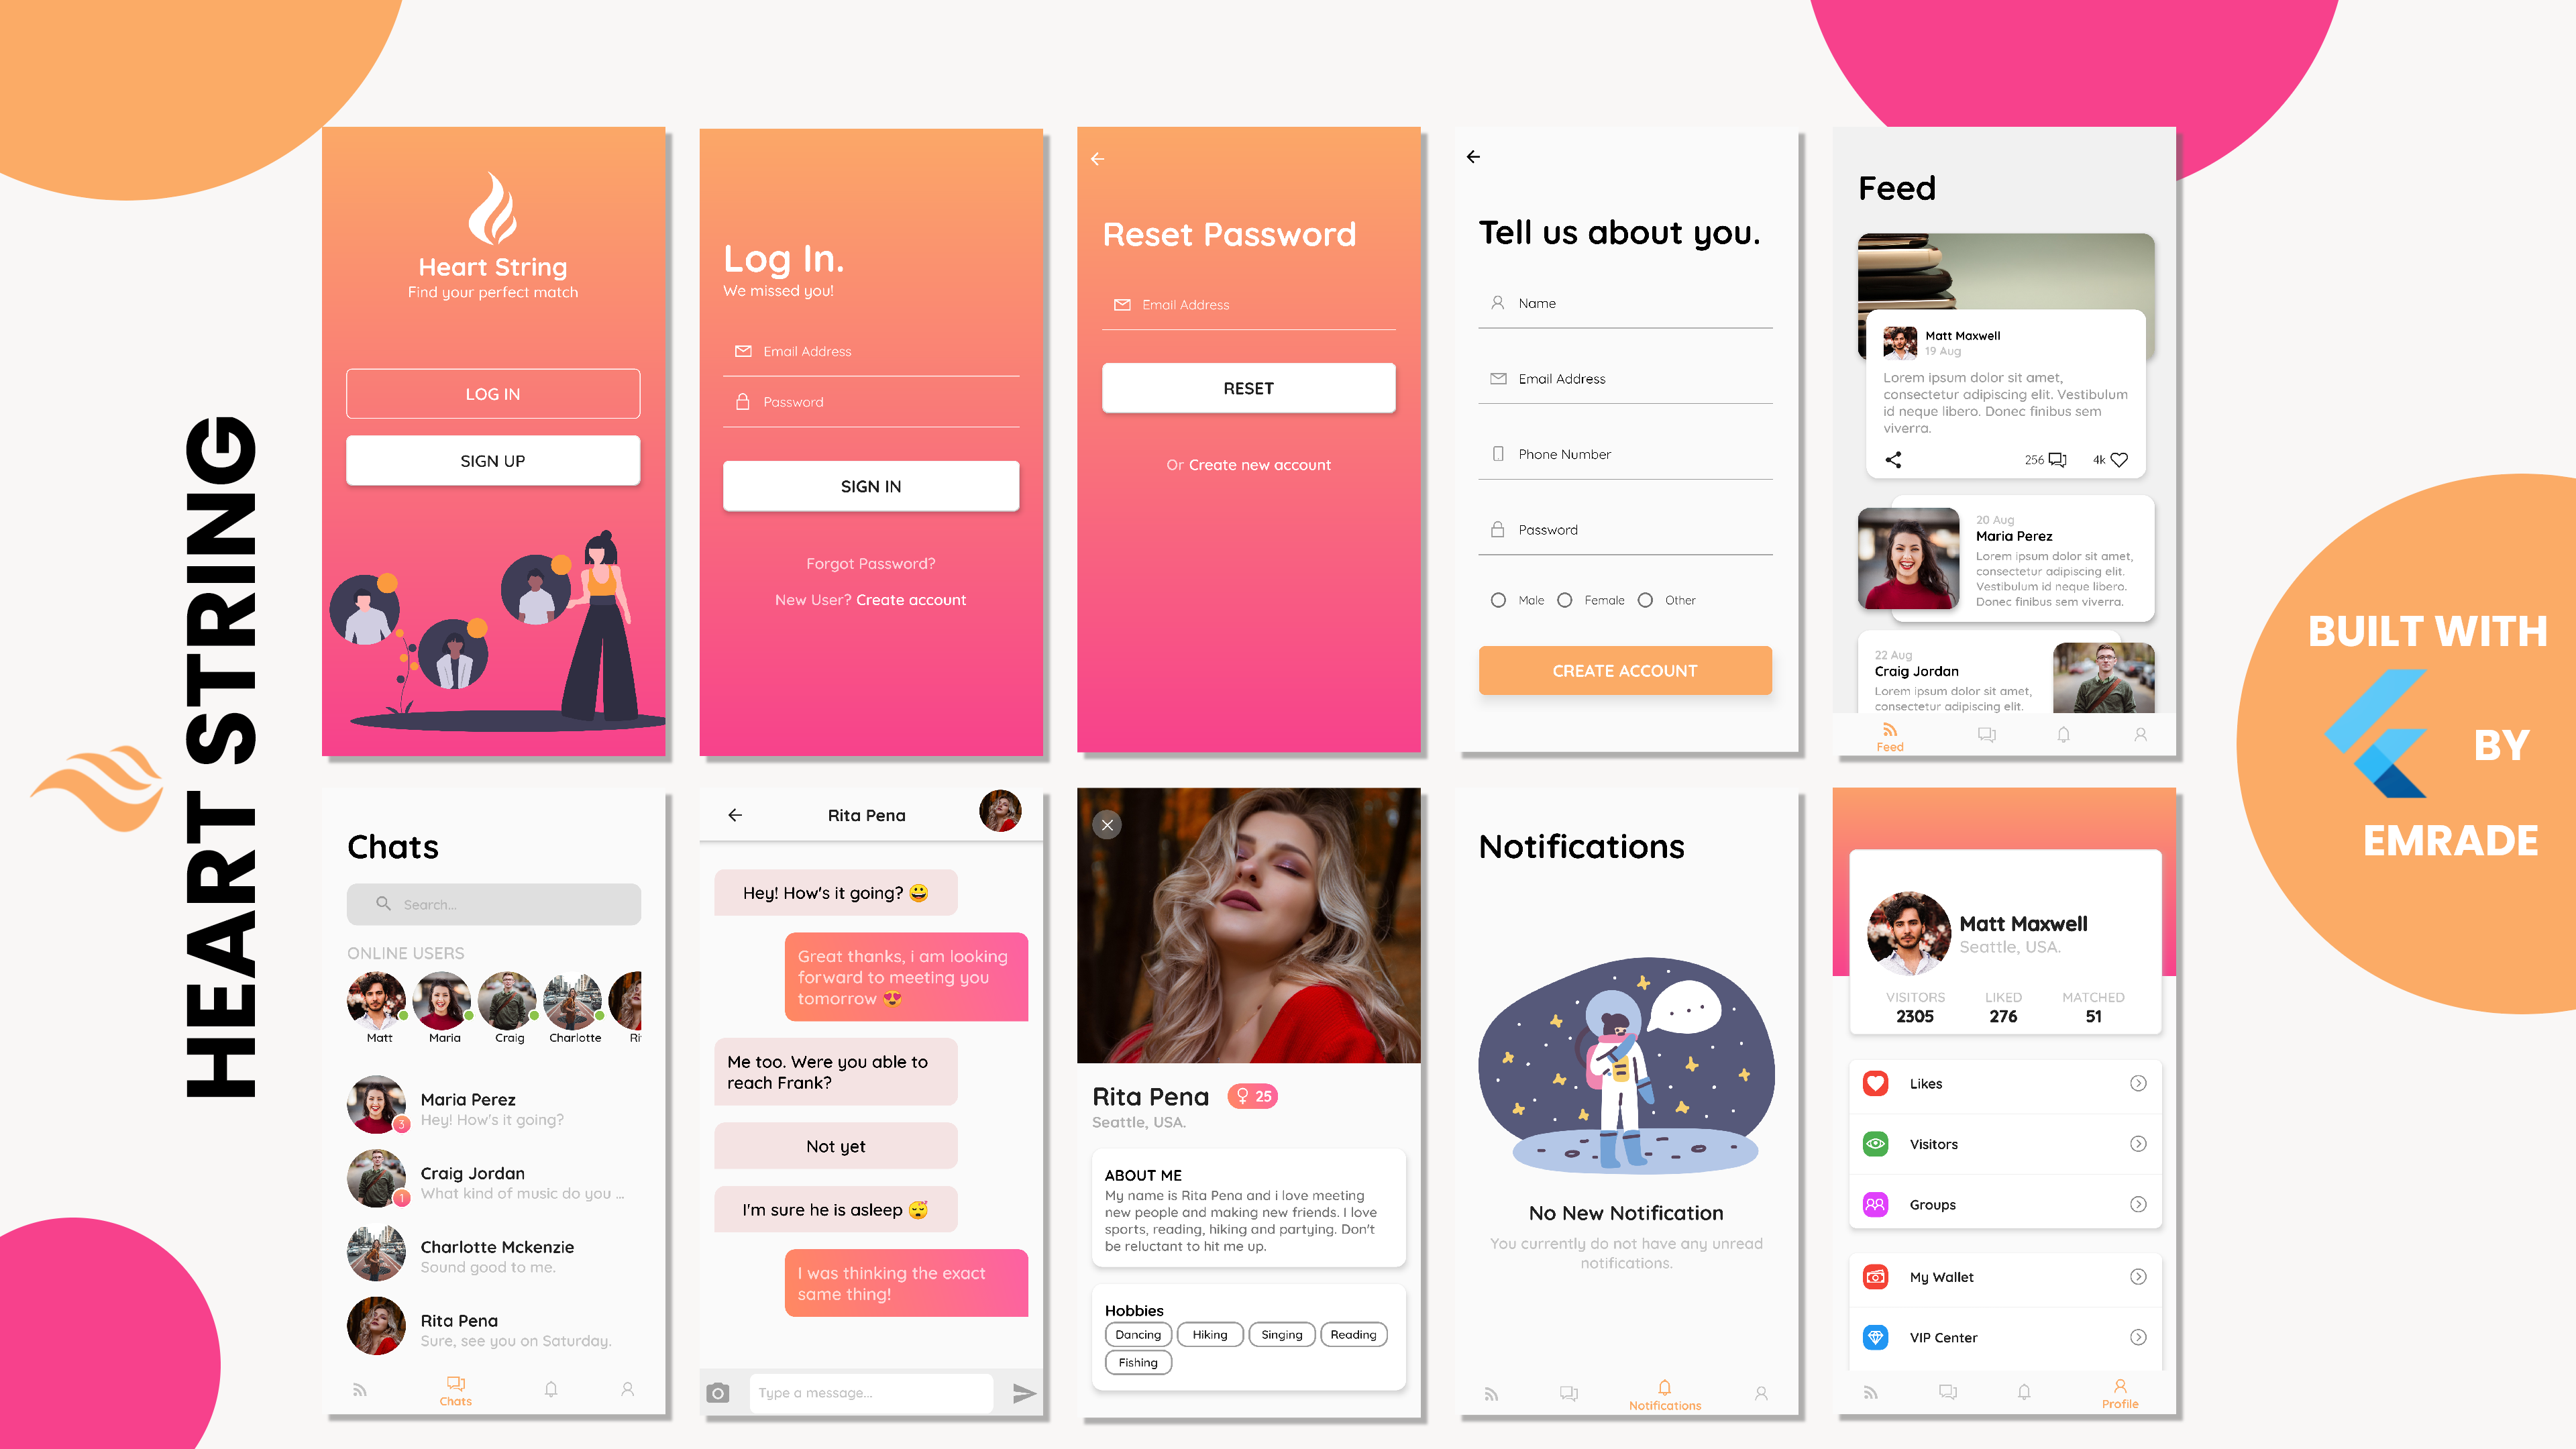 HEART STRING
Heart String
Find your perfect match
LOG IN
SIGN UP
Log In.
We missed you!
Email Address
Password
SIGN IN
Forgot Password?
New User? Create account
Reset Password
Email Address
RESET
Or Create new account
Tell us about you.
Name
Email Address
Phone Number
Password
Male Female Other
CREATE ACCOUNT
Feed
Matt Maxwell
19 Aug
Lorem ipsum dolor sit amet,
consectetur adipiscing elit. Vestibulum
id neque libero. Donec finibus sem
viverra.
256 4k
20 Aug
Maria Perez
Lorem ipsum dolor sit amet,
consectetur adipiscing elit.
Vestibulum id neque libero.
Donec finibus sem viverra.
22 Aug
Craig Jordan
Lorem ipsum dolor sit amet,
consectetur adipiscing elit.
Feed
BUILT WITH
BY
EMRADE
Chats
Search...
ONLINE USERS
Matt Maria Craig Charlotte Ri
Maria Perez
Hey! How's it going?
3
Craig Jordan
What kind of music do you ...
1
Charlotte Mckenzie
Sound good to me.
Rita Pena
Sure, see you on Saturday.
Chats
Rita Pena
Hey! How's it going? 😀
Great thanks, i am looking
forward to meeting you
tomorrow 😍
Me too. Were you able to
reach Frank?
Not yet
I'm sure he is asleep 😴
I was thinking the exact
same thing!
Type a message...
Rita Pena
♀ 25
Seattle, USA.
ABOUT ME
My name is Rita Pena and i love meeting
new people and making new friends. I love
sports, reading, hiking and partying. Don't
be reluctant to hit me up.
Hobbies
Dancing Hiking Singing Reading
Fishing
Notifications
No New Notification
You currently do not have any unread
notifications.
Notifications
Matt Maxwell
Seattle, USA.
VISITORS LIKED MATCHED
2305 276 51
Likes
Visitors
Groups
My Wallet
VIP Center
Profile